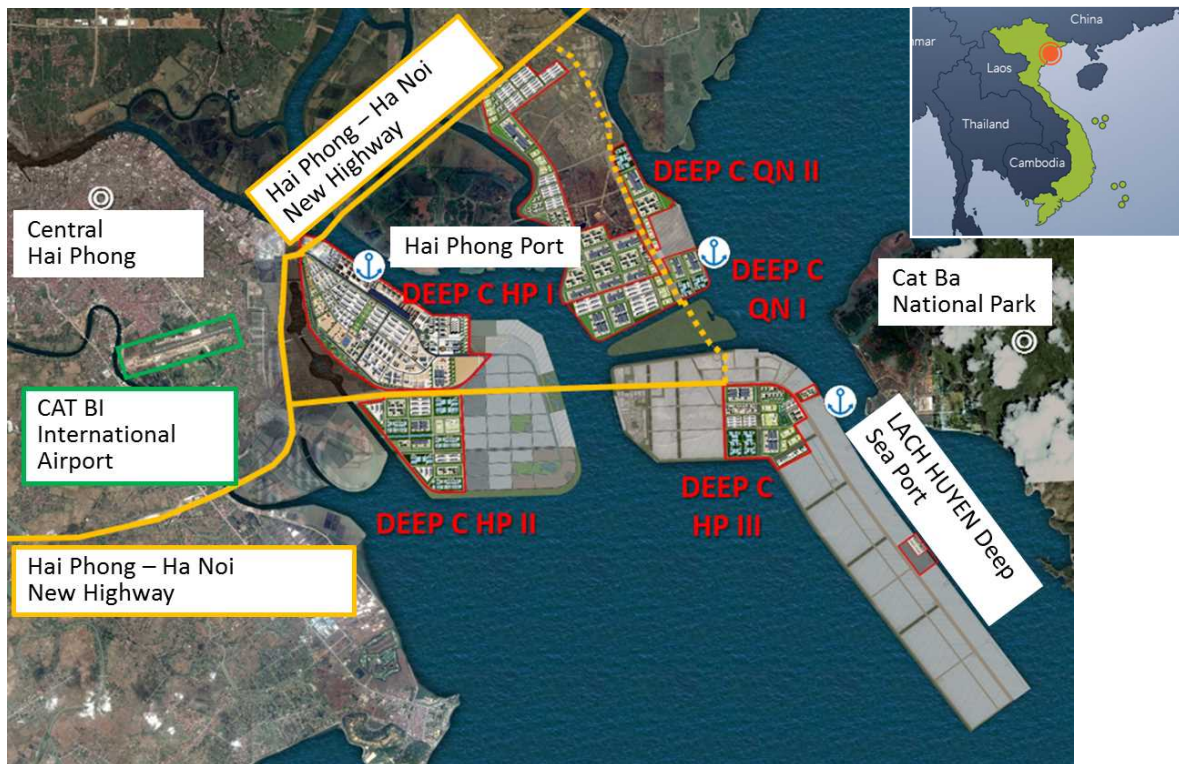 China
nmar
Laos
Thailand
Cambodia
Hai Phong – Ha Noi
New Highway
DEEP C QN II
Central
Hai Phong
Hai Phong Port
DEEP C HP I
DEEP C
QN I
Cat Ba
National Park
CAT BI
International
Airport
LACH HUYEN Deep
Sea Port
DEEP C HP II
DEEP C
HP III
Hai Phong – Ha Noi
New Highway